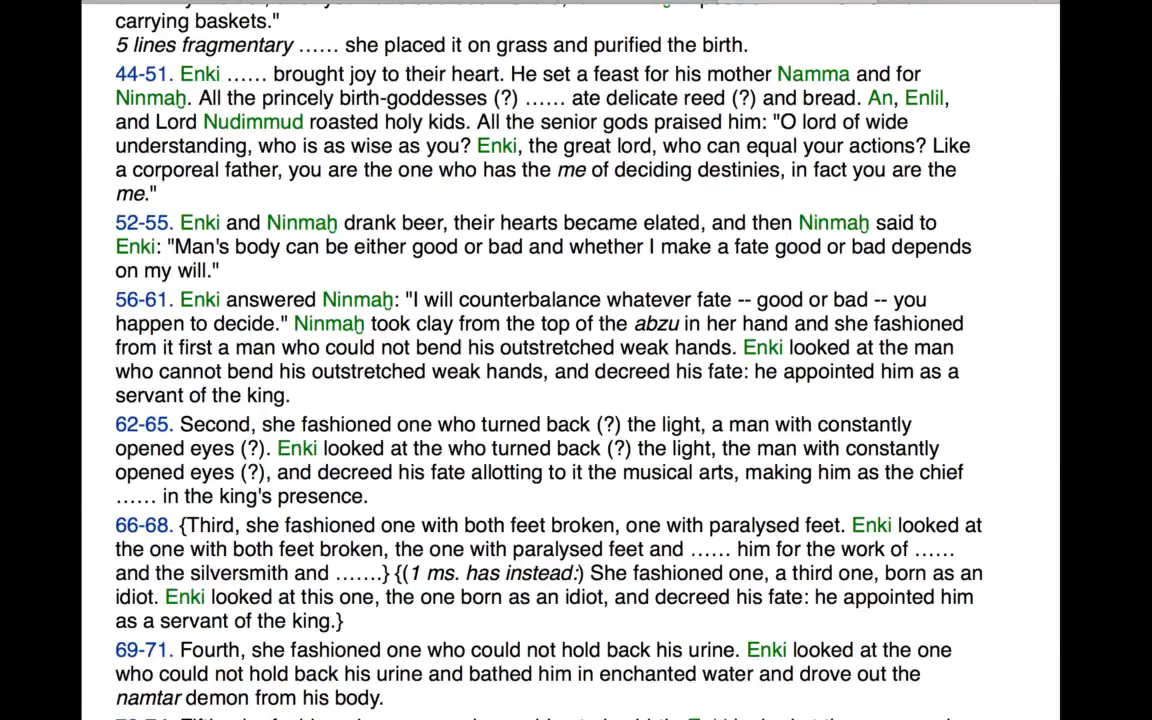 carrying baskets."
5 lines fragmentary ...... she placed it on grass and purified the birth.
44-51. Enki ...... brought joy to their heart. He set a feast for his mother Namma and for
Ninmaḫ. All the princely birth-goddesses (?) ...... ate delicate reed (?) and bread. An, Enlil,
and Lord Nudimmud roasted holy kids. All the senior gods praised him: "O lord of wide
understanding, who is as wise as you? Enki, the great lord, who can equal your actions? Like
a corporeal father, you are the one who has the me of deciding destinies, in fact you are the
me."
52-55. Enki and Ninmaḫ drank beer, their hearts became elated, and then Ninmaḫ said to
Enki: "Man's body can be either good or bad and whether I make a fate good or bad depends
on my will."
56-61. Enki answered Ninmaḫ: "I will counterbalance whatever fate -- good or bad -- you
happen to decide." Ninmaḫ took clay from the top of the abzu in her hand and she fashioned
from it first a man who could not bend his outstretched weak hands. Enki looked at the man
who cannot bend his outstretched weak hands, and decreed his fate: he appointed him as a
servant of the king.
62-65. Second, she fashioned one who turned back (?) the light, a man with constantly
opened eyes (?). Enki looked at the who turned back (?) the light, the man with constantly
opened eyes (?), and decreed his fate allotting to it the musical arts, making him as the chief
...... in the king's presence.
66-68. {Third, she fashioned one with both feet broken, one with paralysed feet. Enki looked at
the one with both feet broken, the one with paralysed feet and ...... him for the work of ......
and the silversmith and .......} {(1 ms. has instead:) She fashioned one, a third one, born as an
idiot. Enki looked at this one, the one born as an idiot, and decreed his fate: he appointed him
as a servant of the king.}
69-71. Fourth, she fashioned one who could not hold back his urine. Enki looked at the one
who could not hold back his urine and bathed him in enchanted water and drove out the
namtar demon from his body.